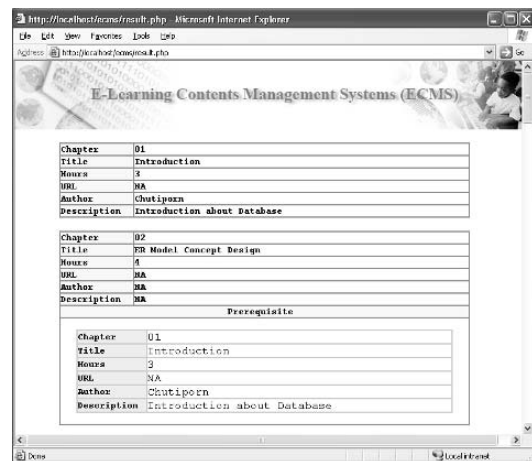 http://localhost/ecms/result.php - Microsoft Internet Explorer
File Edit View Favorites Tools Help
Address http://localhost/ecms/result.php Go
E-Learning Contents Management Systems (ECMS)
Chapter 01
Title Introduction
Hours 3
URL NA
Author Chutiporn
Description Introduction about Database
Chapter 02
Title ER Model Concept Design
Hours 4
URL NA
Author NA
Description NA
Prerequisite
Chapter 01
Title Introduction
Hours 3
URL NA
Author Chutiporn
Description Introduction about Database
Done Local intranet